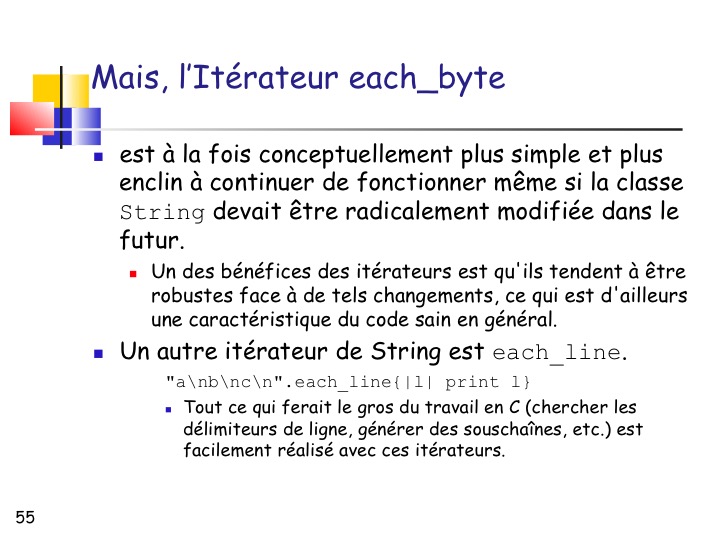 Mais, l’Itérateur each_byte
est à la fois conceptuellement plus simple et plus
enclin à continuer de fonctionner même si la classe
String devait être radicalement modifiée dans le
futur.
Un des bénéfices des itérateurs est qu'ils tendent à être
robustes face à de tels changements, ce qui est d'ailleurs
une caractéristique du code sain en général.
Un autre itérateur de String est each_line.
"a\nb\nc\n".each_line{|l| print l}
Tout ce qui ferait le gros du travail en C (chercher les
délimiteurs de ligne, générer des souschaînes, etc.) est
facilement réalisé avec ces itérateurs.
55